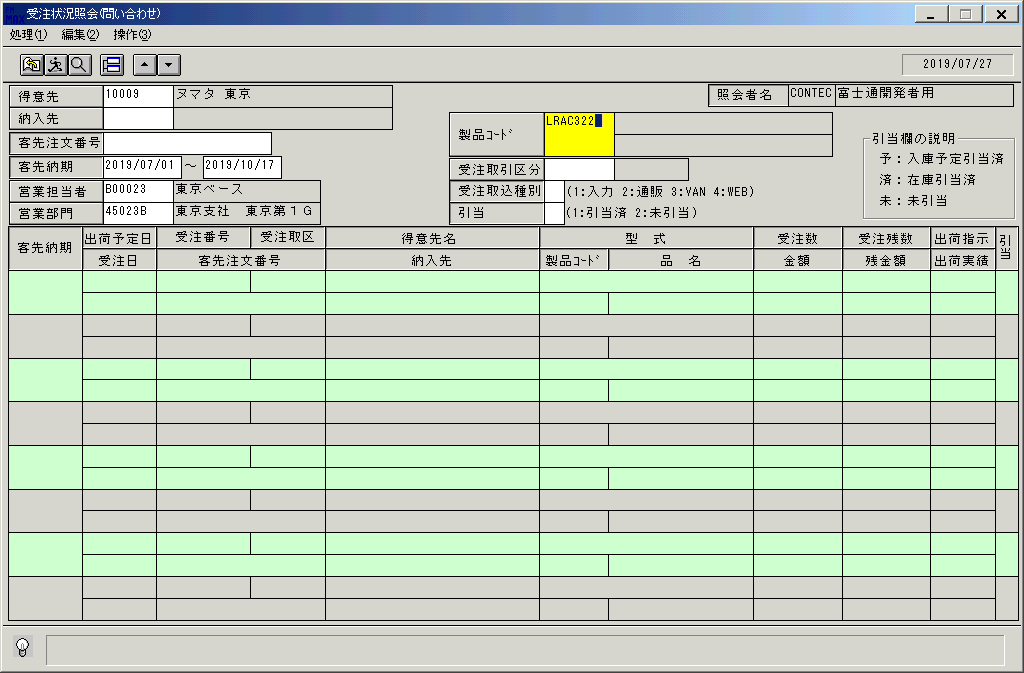 受注状況照会(問い合わせ)
処理(1) 編集(2) 操作(3)
2019/07/27
得意先 10009 ヌマタ 東京
照会者名 CONTEC 富士通開発者用
納入先
製品ｺｰﾄﾞ LRAC322
客先注文番号
引当欄の説明
予：入庫予定引当済
済：在庫引当済
未：未引当
客先納期 2019/07/01 ～ 2019/10/17
受注取引区分
営業担当者 B00023 東京ベース
受注取込種別 (1:入力 2:通販 3:VAN 4:WEB)
営業部門 45023B 東京支社 東京第１Ｇ
引当 (1:引当済 2:未引当)
客先納期 出荷予定日 受注番号 受注取区 得意先名 型 式 受注数 受注残数 出荷指示 引当
受注日 客先注文番号 納入先 製品ｺｰﾄﾞ 品 名 金額 残金額 出荷実績